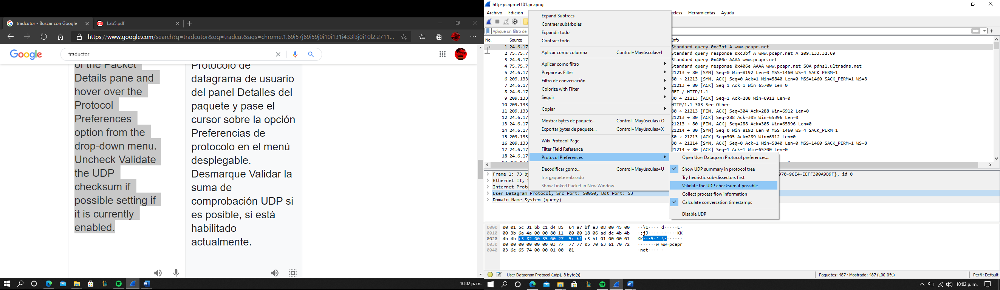 tradcutor - Buscar con Google
Lab5.pdf
https://www.google.com/search?q=tradcutor&oq=tradcut&aqs=chrome.1.69i57j69i59j0i10i131i433l3j0i10l2.2711...
Google
traductor
of the Packet
Details pane and
hover over the
Protocol
Preferences
option from the
drop-down menu.
Uncheck Validate
the UDP
checksum if
possible setting if
it is currently
enabled.
Protocolo de
datagrama de usuario
del panel Detalles del
paquete y pase el
cursor sobre la opción
Preferencias de
protocolo en el menú
desplegable.
Desmarque Validar la
suma de
comprobación UDP si
es posible, si está
habilitado
actualmente.
10:02 p. m.
http-pcaprnet101.pcapng
Archivo Edición reless Herramientas Ayuda
Aplique un filtro de
No. Source Info
1 24.6.17 Standard query 0xc3bf A www.pcapr.net
2 75.75.7 Standard query response 0xc3bf A www.pcapr.net A 209.133.32.69
3 24.6.17 Standard query 0x406e AAAA www.pcapr.net
4 75.75.7 Standard query response 0x406e AAAA www.pcapr.net SOA pdns1.ultradns.net
5 24.6.17 21213 → 80 [SYN] Seq=0 Win=8192 Len=0 MSS=1460 WS=4 SACK_PERM=1
6 209.133 80 → 21213 [SYN, ACK] Seq=0 Ack=1 Win=5840 Len=0 MSS=1460 SACK_PERM=1 WS=8
7 24.6.17 21213 → 80 [ACK] Seq=1 Ack=1 Win=65700 Len=0
8 24.6.17 GET / HTTP/1.1
9 209.133 80 → 21213 [ACK] Seq=1 Ack=288 Win=6912 Len=0
10 209.133 HTTP/1.1 303 See Other
11 209.133 80 → 21213 [FIN, ACK] Seq=304 Ack=288 Win=6912 Len=0
12 24.6.17 21213 → 80 [ACK] Seq=288 Ack=305 Win=65396 Len=0
13 24.6.17 21213 → 80 [FIN, ACK] Seq=288 Ack=305 Win=65396 Len=0
14 24.6.17 21214 → 80 [SYN] Seq=0 Win=8192 Len=0 MSS=1460 WS=4 SACK_PERM=1
15 209.133 80 → 21213 [ACK] Seq=305 Ack=289 Win=6912 Len=0
16 209.133 80 → 21214 [SYN, ACK] Seq=0 Ack=1 Win=5840 Len=0 MSS=1460 SACK_PERM=1 WS=8
17 24.6.17 21214 → 80 [ACK] Seq=1 Ack=1 Win=65700 Len=0
18 24.6.17
Expand Subtrees
Contraer subárboles
Expandir todo
Contraer todo
Aplicar como columna Control+Mayúsculas+I
Aplicar como filtro
Prepare as Filter
Filtro de conversación
Colorize with Filter
Seguir
Copiar
Mostrar bytes de paquete... Control+Mayúsculas+O
Exportar bytes de paquete... Control+Mayúsculas+X
Wiki Protocol Page
Filter Field Reference
Protocol Preferences
Decodificar como... Control+Mayúsculas+U
Ir a paquete enlazado
Show Linked Packet in New Window
Open User Datagram Protocol preferences...
Show UDP summary in protocol tree
Try heuristic sub-dissectors first
Validate the UDP checksum if possible
Collect process flow information
Calculate conversation timestamps
Disable UDP
Frame 1: 73 by 970-96E4-EEFF300A9B9F}, id 0
Ethernet II, S
Internet Proto
User Datagram Protocol, Src Port: 50050, Dst Port: 53
Domain Name System (query)
0000 00 01 5c 31 bb c1 d4 85 64 a7 bf a3 08 00 45 00 ··\1···· d·····E·
0010 00 3b 6a 4a 00 00 80 11 00 00 18 06 ad dc 4b 4b ·;jJ···· ······KK
0020 4b 4b c3 82 00 35 00 27 5c b1 c3 bf 01 00 00 01 KK···5·' \·······
0030 00 00 00 00 00 00 03 77 77 77 05 70 63 61 70 72 ·······w ww·pcapr
0040 03 6e 65 74 00 00 01 00 01 ·net···· ·
User Datagram Protocol (udp), 8 byte(s)
Paquetes: 487 · Mostrado: 487 (100.0%)
Perfil: Default
10:02 p. m.